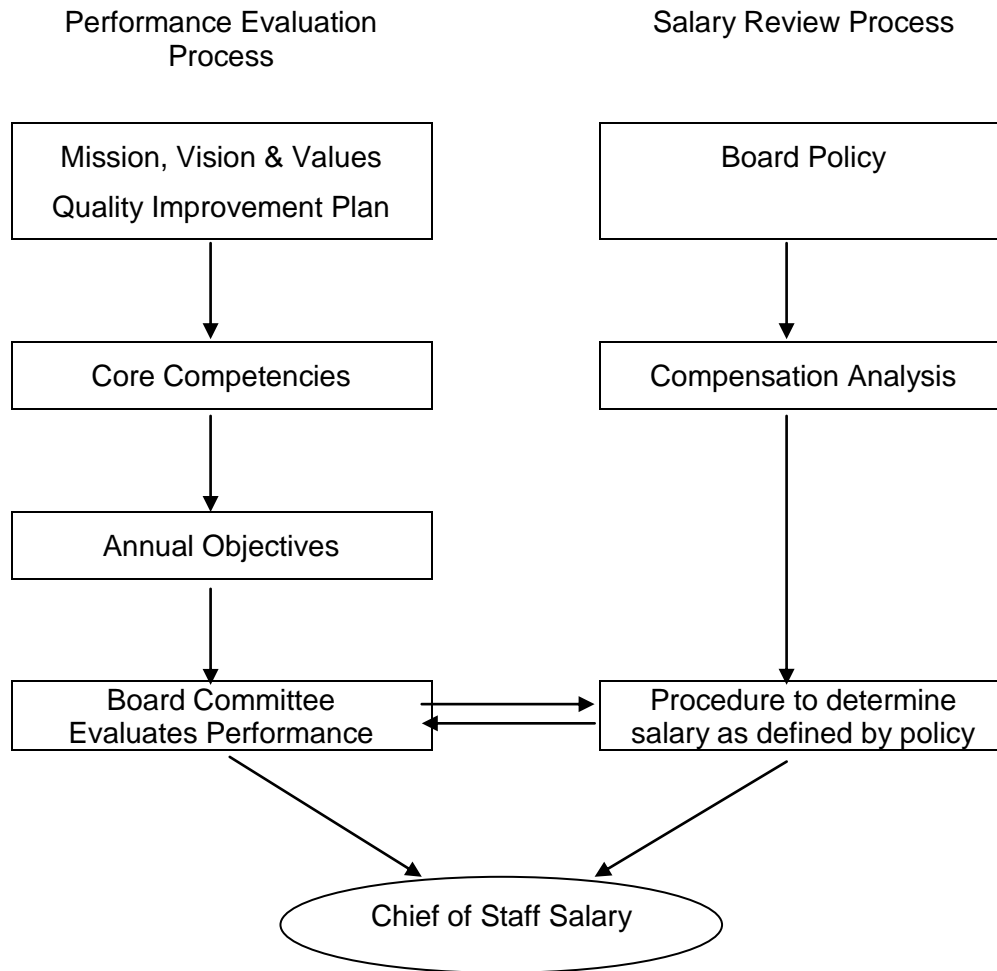 Performance Evaluation
Process
Salary Review Process
Mission, Vision & Values
Quality Improvement Plan
Board Policy
Core Competencies
Compensation Analysis
Annual Objectives
Board Committee
Evaluates Performance
Procedure to determine
salary as defined by policy
Chief of Staff Salary